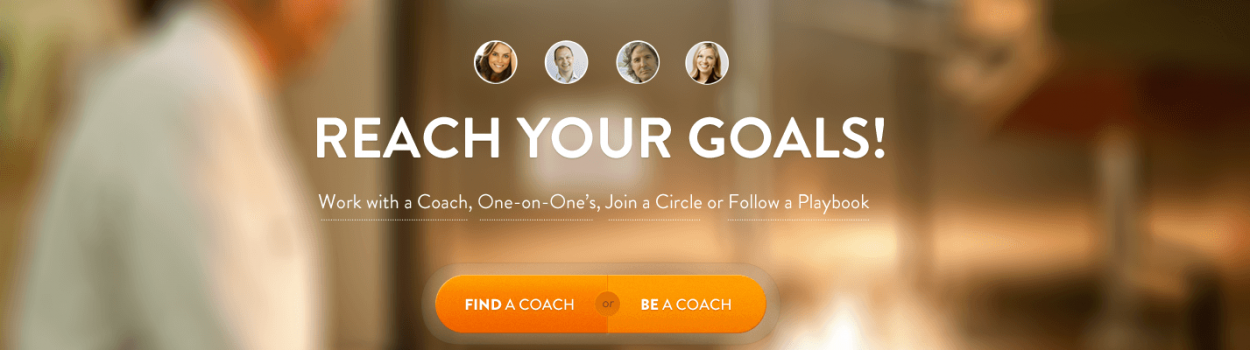 REACH YOUR GOALS!
Work with a Coach, One-on-One's, Join a Circle or Follow a Playbook
FIND A COACH or BE A COACH